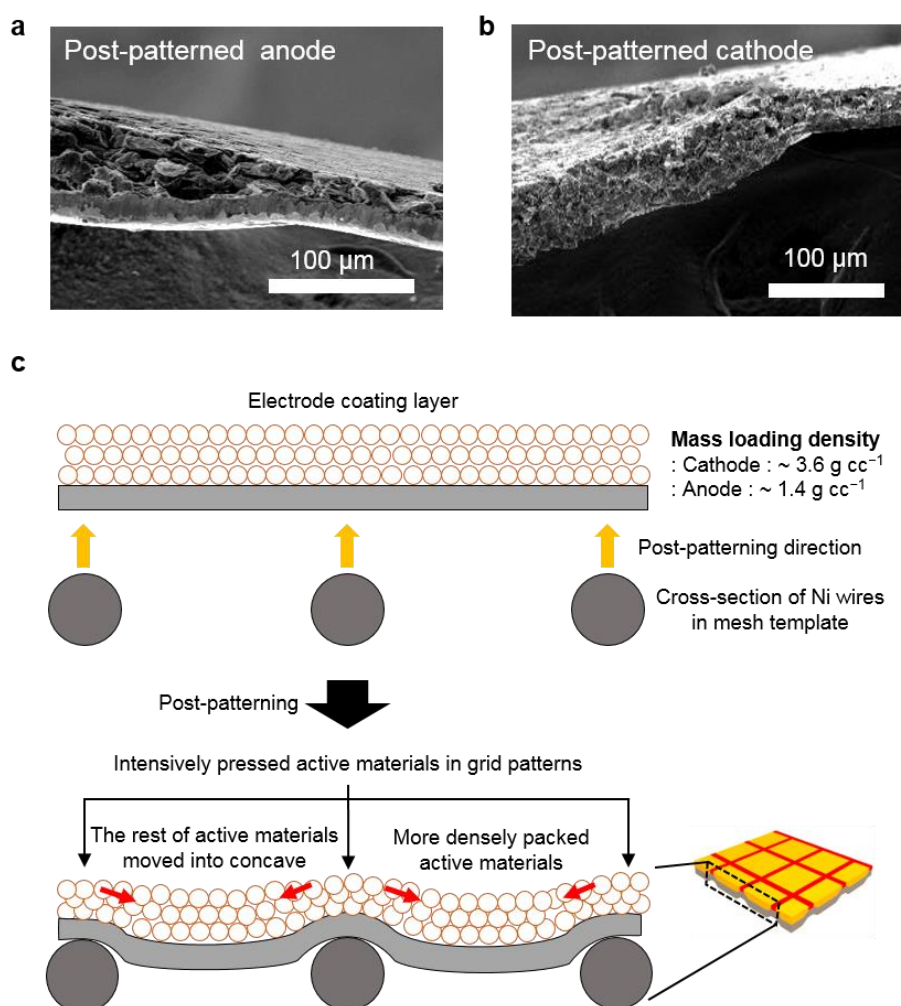 a
Post-patterned anode
100 μm
b
Post-patterned cathode
100 μm
c
Electrode coating layer
Mass loading density
: Cathode : ~ 3.6 g cc⁻¹
: Anode : ~ 1.4 g cc⁻¹
Post-patterning direction
Cross-section of Ni wires
in mesh template
Post-patterning
Intensively pressed active materials in grid patterns
The rest of active materials
moved into concave
More densely packed
active materials